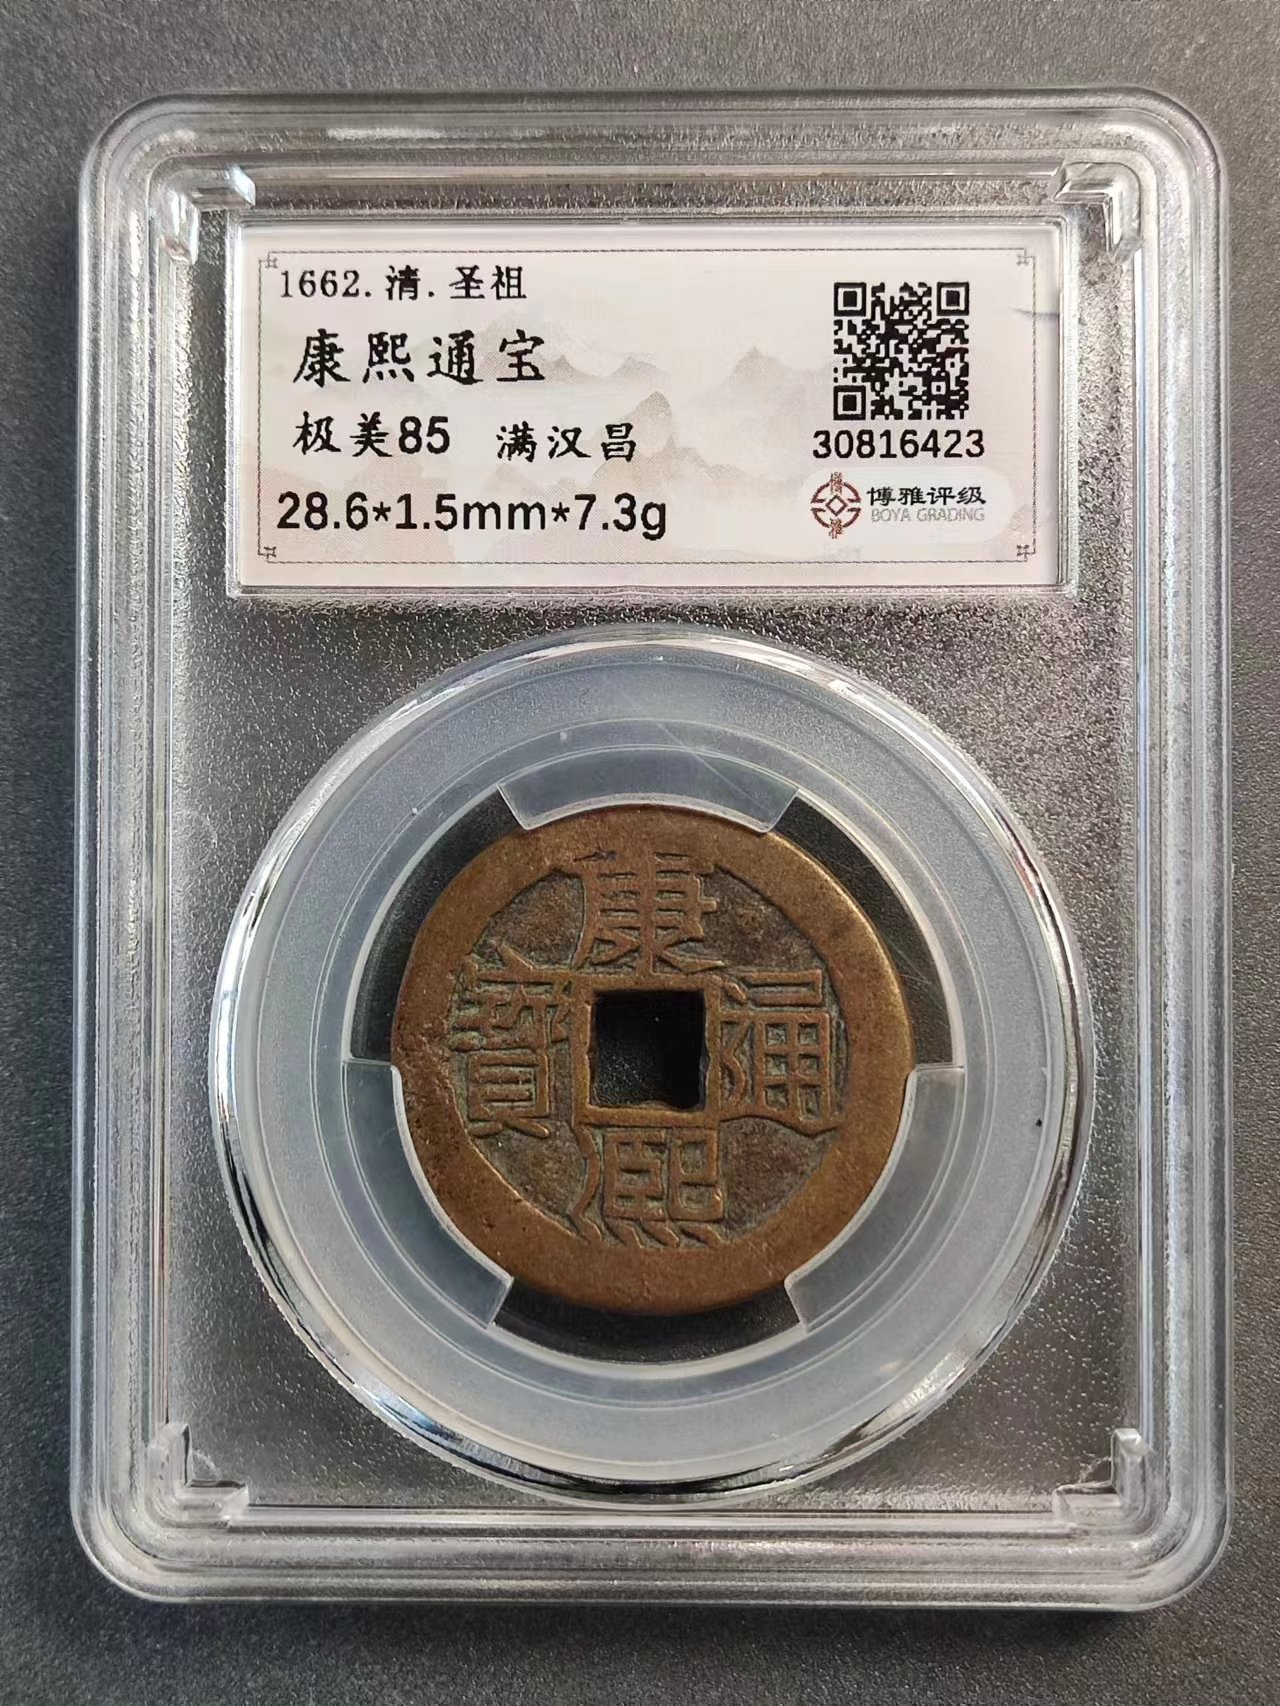 1662.清.圣祖
康熙通宝
极美85 满汉昌
28.6*1.5mm*7.3g
30816423
博雅评级
BOYA GRADING
康熙通寶